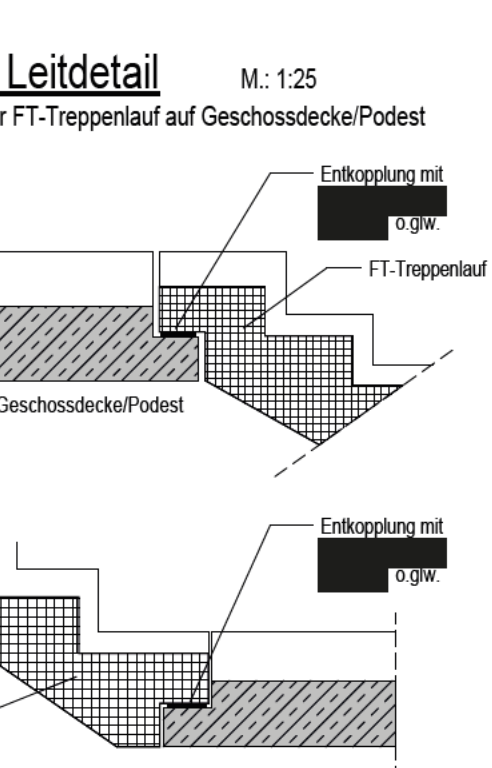 Leitdetail M.: 1:25
r FT-Treppenlauf auf Geschossdecke/Podest
Entkopplung mit
o.glw.
FT-Treppenlauf
Geschossdecke/Podest
Entkopplung mit
o.glw.